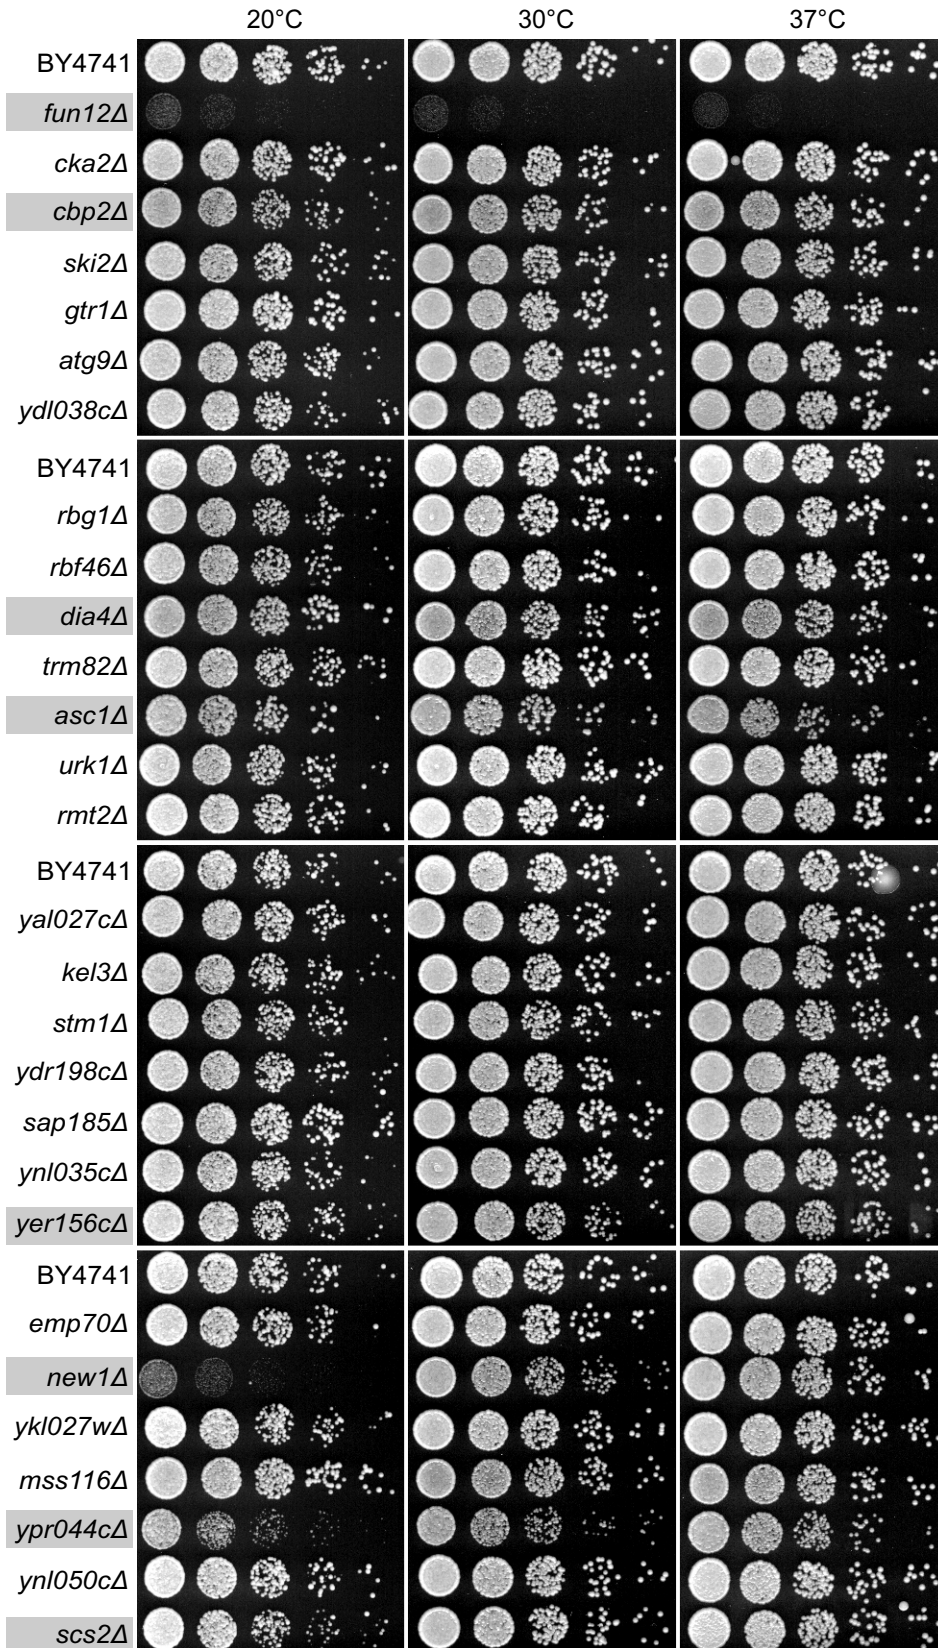 20°C 30°C 37°C
BY4741
fun12Δ
cka2Δ
cbp2Δ
ski2Δ
gtr1Δ
atg9Δ
ydl038cΔ
BY4741
rbg1Δ
rbf46Δ
dia4Δ
trm82Δ
asc1Δ
urk1Δ
rmt2Δ
BY4741
yal027cΔ
kel3Δ
stm1Δ
ydr198cΔ
sap185Δ
ynl035cΔ
yer156cΔ
BY4741
emp70Δ
new1Δ
ykl027wΔ
mss116Δ
ypr044cΔ
ynl050cΔ
scs2Δ